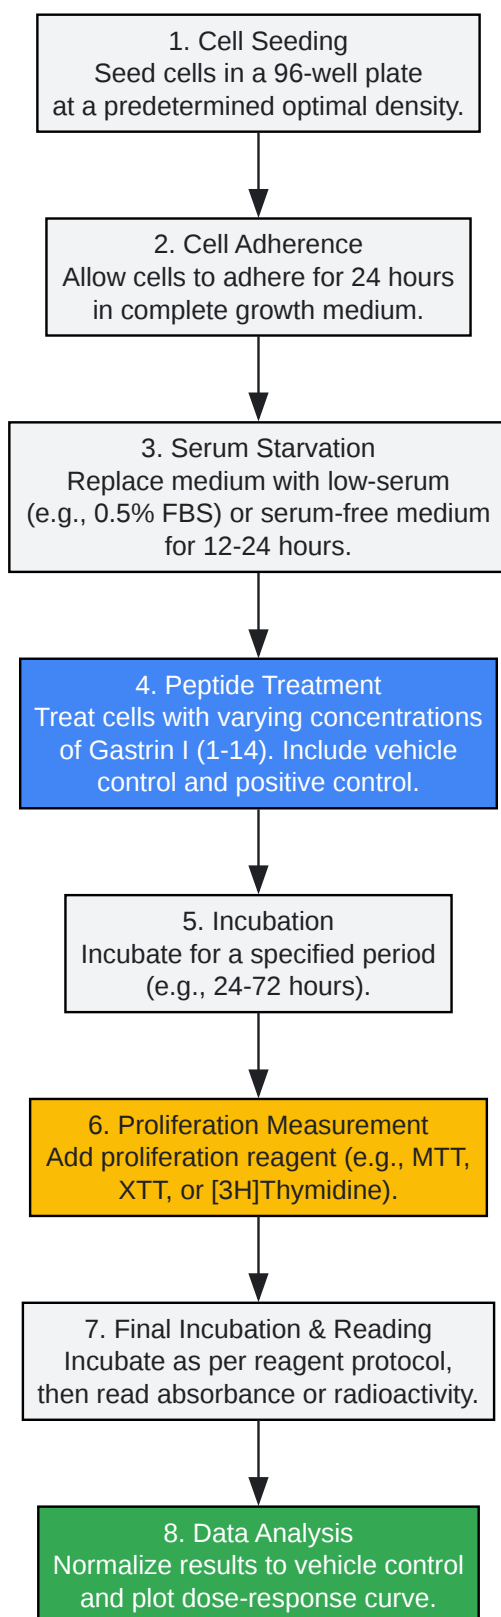 1. Cell Seeding
Seed cells in a 96-well plate
at a predetermined optimal density.
2. Cell Adherence
Allow cells to adhere for 24 hours
in complete growth medium.
3. Serum Starvation
Replace medium with low-serum
(e.g., 0.5% FBS) or serum-free medium
for 12-24 hours.
4. Peptide Treatment
Treat cells with varying concentrations
of Gastrin I (1-14). Include vehicle
control and positive control.
5. Incubation
Incubate for a specified period
(e.g., 24-72 hours).
6. Proliferation Measurement
Add proliferation reagent (e.g., MTT,
XTT, or [3H]Thymidine).
7. Final Incubation & Reading
Incubate as per reagent protocol,
then read absorbance or radioactivity.
8. Data Analysis
Normalize results to vehicle control
and plot dose-response curve.